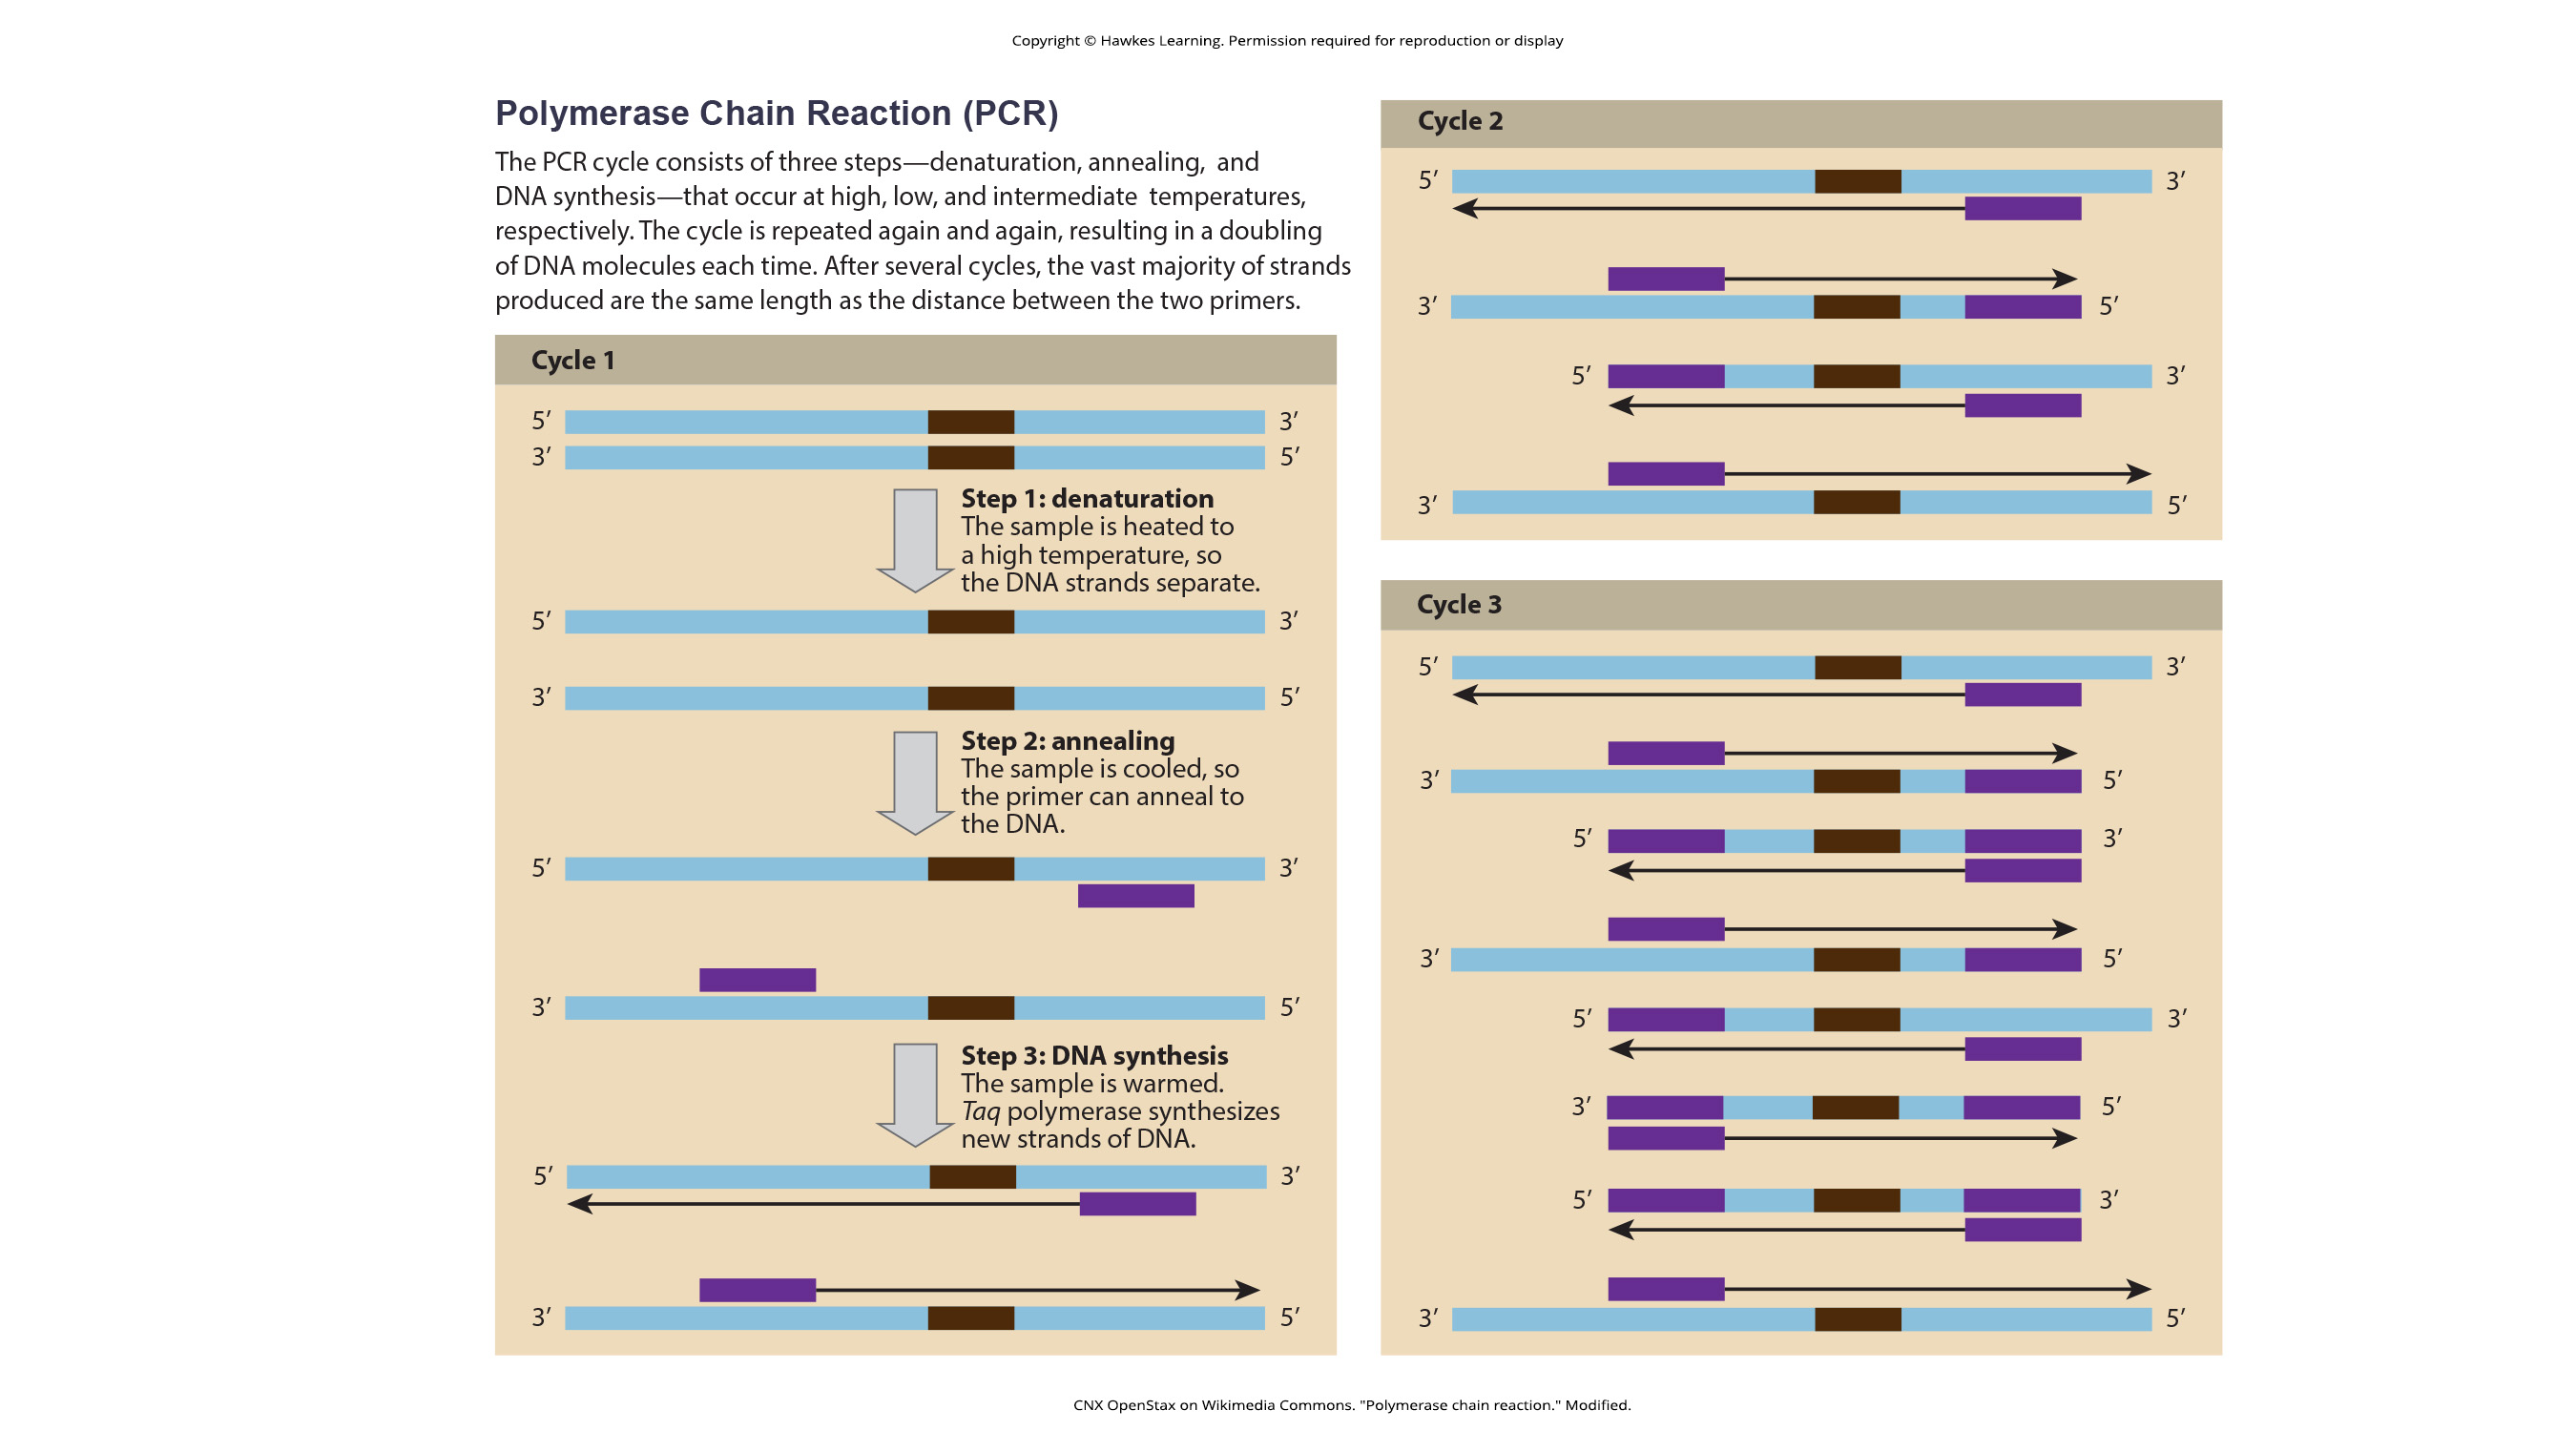 Copyright © Hawkes Learning. Permission required for reproduction or display
Polymerase Chain Reaction (PCR)
The PCR cycle consists of three steps—denaturation, annealing, and
DNA synthesis—that occur at high, low, and intermediate temperatures,
respectively. The cycle is repeated again and again, resulting in a doubling
of DNA molecules each time. After several cycles, the vast majority of strands
produced are the same length as the distance between the two primers.
Cycle 1
5′ 3′
3′ 5′
Step 1: denaturation
The sample is heated to
a high temperature, so
the DNA strands separate.
5′ 3′
3′ 5′
Step 2: annealing
The sample is cooled, so
the primer can anneal to
the DNA.
5′ 3′
3′ 5′
Step 3: DNA synthesis
The sample is warmed.
Taq polymerase synthesizes
new strands of DNA.
5′ 3′
3′ 5′
Cycle 2
5′ 3′
3′ 5′
5′ 3′
3′ 5′
Cycle 3
5′ 3′
3′ 5′
5′ 3′
3′ 5′
5′ 3′
3′ 5′
5′ 3′
3′ 5′
CNX OpenStax on Wikimedia Commons. "Polymerase chain reaction." Modified.